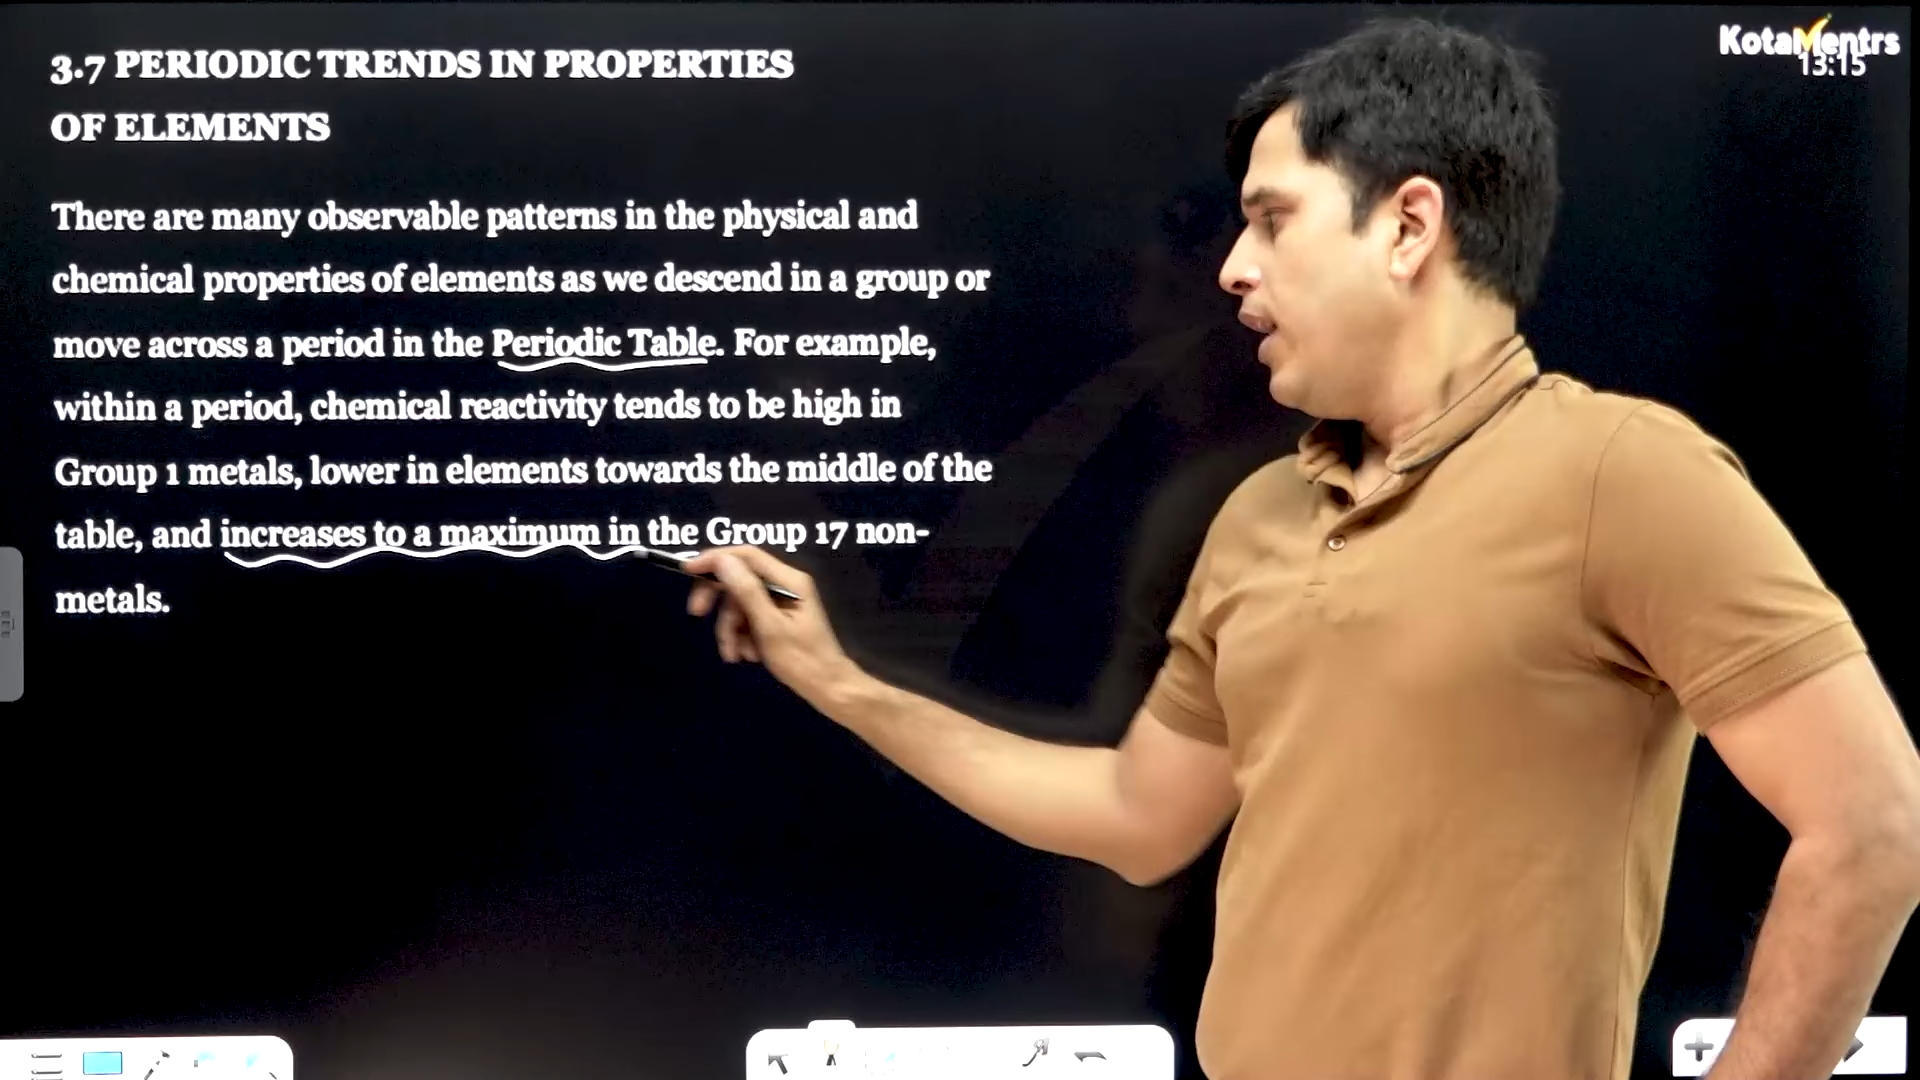 3.7 PERIODIC TRENDS IN PROPERTIES
OF ELEMENTS
There are many observable patterns in the physical and
chemical properties of elements as we descend in a group or
move across a period in the Periodic Table. For example,
within a period, chemical reactivity tends to be high in
Group 1 metals, lower in elements towards the middle of the
table, and increases to a maximum in the Group 17 non-
metals.
KotaMentrs
13:15